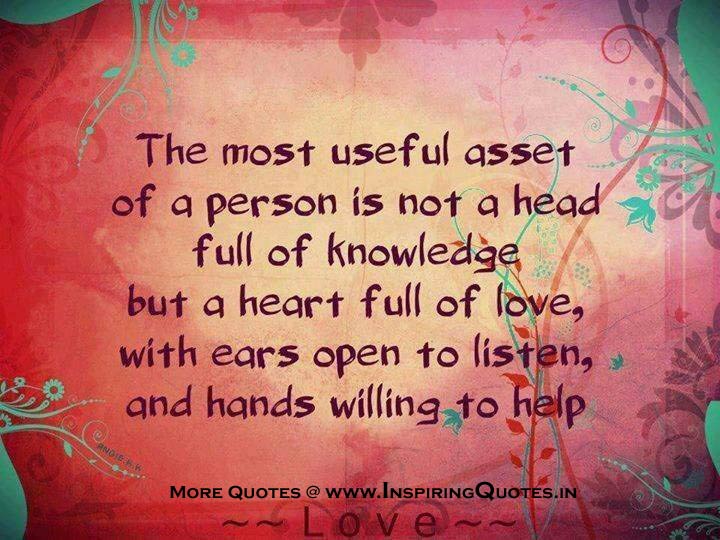 The most useful asset
of a person is not a head
full of knowledge
but a heart full of love,
with ears open to listen,
and hands willing to help
ANGIE K.K
More Quotes @ www.InspiringQuotes.in
~~Love~~